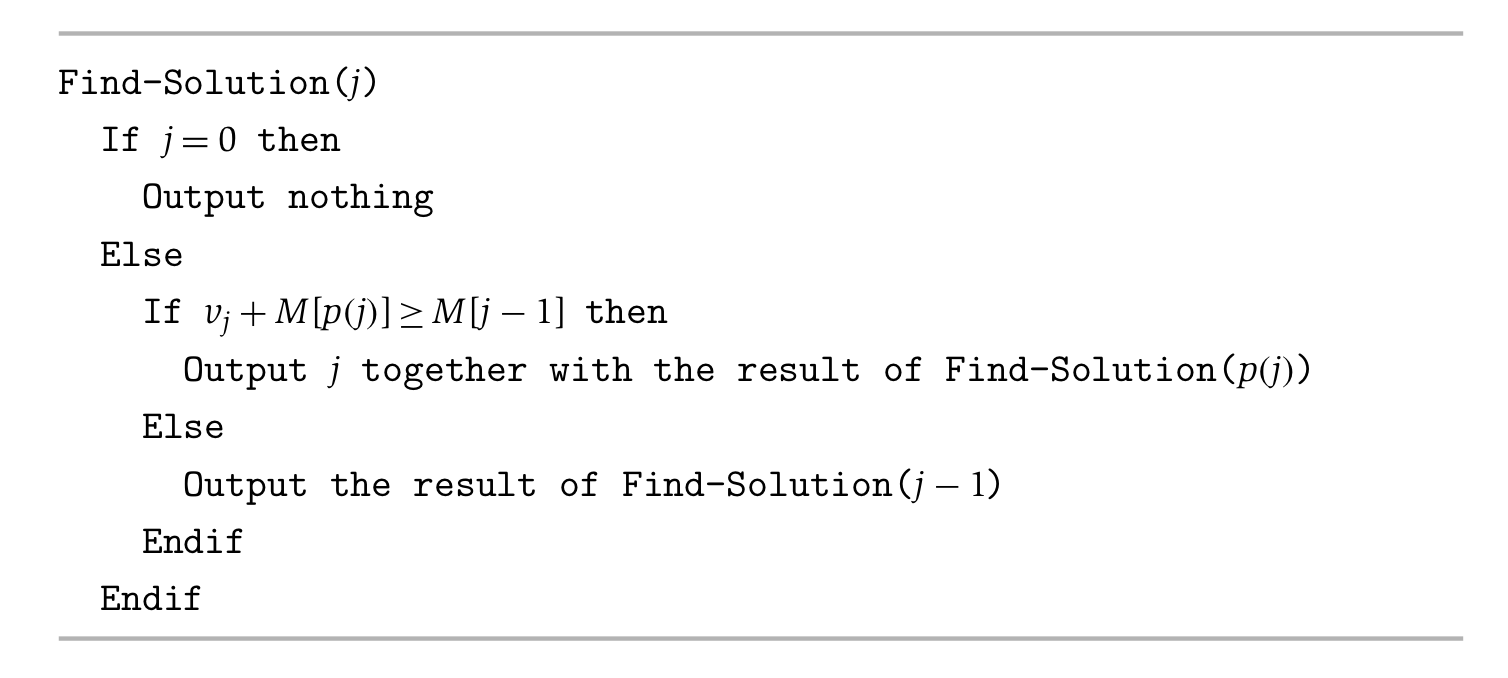 Find-Solution(j)
If j = 0 then
Output nothing
Else
If v_j + M[p(j)] ≥ M[j − 1] then
Output j together with the result of Find-Solution(p(j))
Else
Output the result of Find-Solution(j − 1)
Endif
Endif